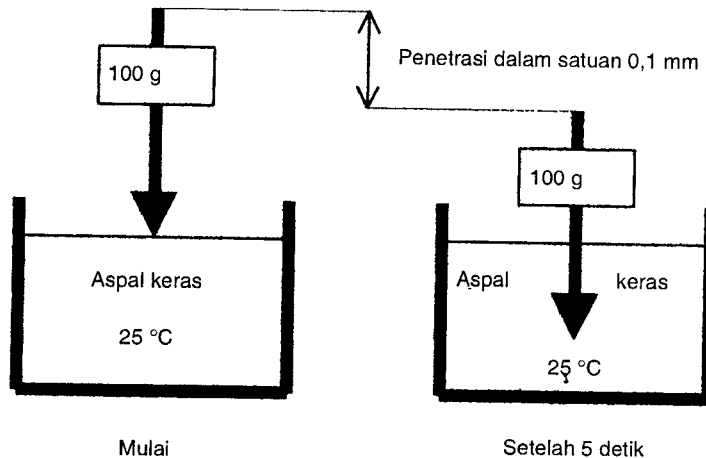 100 g
Penetrasi dalam satuan 0,1 mm
100 g
Aspal keras
25 °C
Aspal keras
25 °C
Mulai
Setelah 5 detik